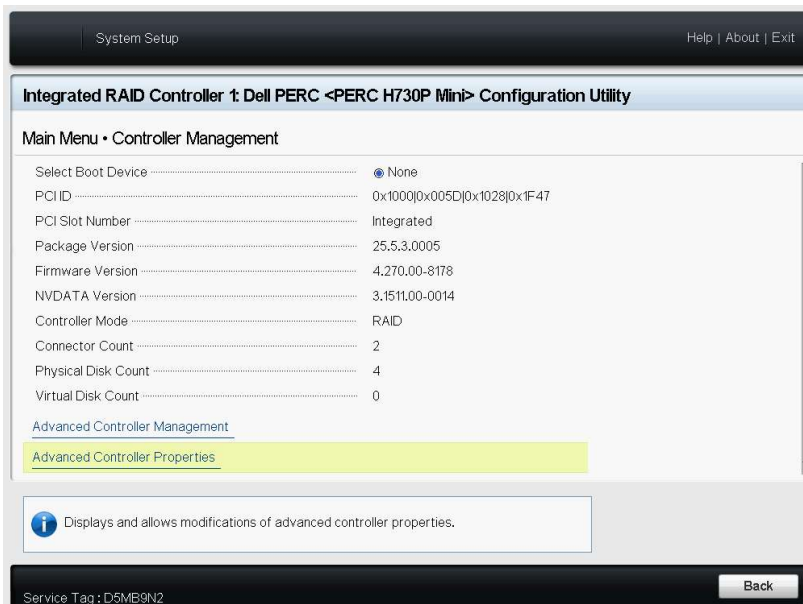 System Setup
Help | About | Exit
Integrated RAID Controller 1: Dell PERC <PERC H730P Mini> Configuration Utility
Main Menu • Controller Management
Select Boot Device None
PCI ID 0x1000|0x005D|0x1028|0x1F47
PCI Slot Number Integrated
Package Version 25.5.3.0005
Firmware Version 4.270.00-8178
NVDATA Version 3.1511.00-0014
Controller Mode RAID
Connector Count 2
Physical Disk Count 4
Virtual Disk Count 0
Advanced Controller Management
Advanced Controller Properties
Displays and allows modifications of advanced controller properties.
Back
Service Tag : D5MB9N2